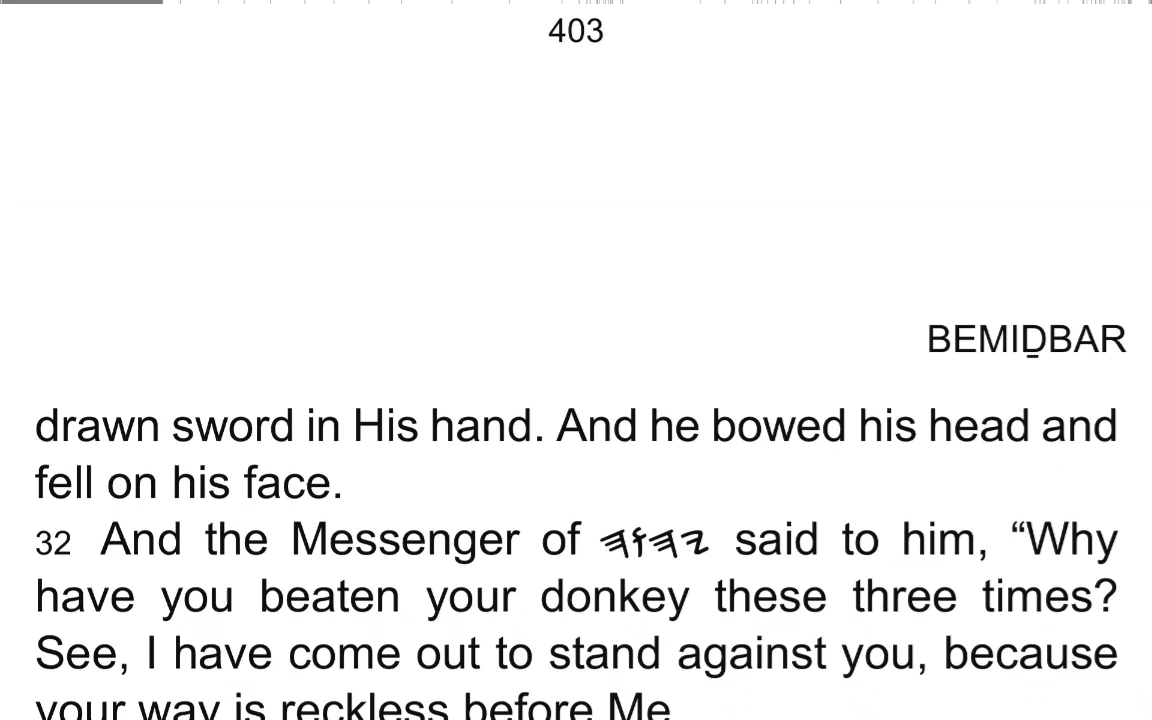 403
BEMIḎBAR
drawn sword in His hand. And he bowed his head and
fell on his face.
32 And the Messenger of 𐤉𐤄𐤅𐤄 said to him, “Why
have you beaten your donkey these three times?
See, I have come out to stand against you, because
your way is reckless before Me